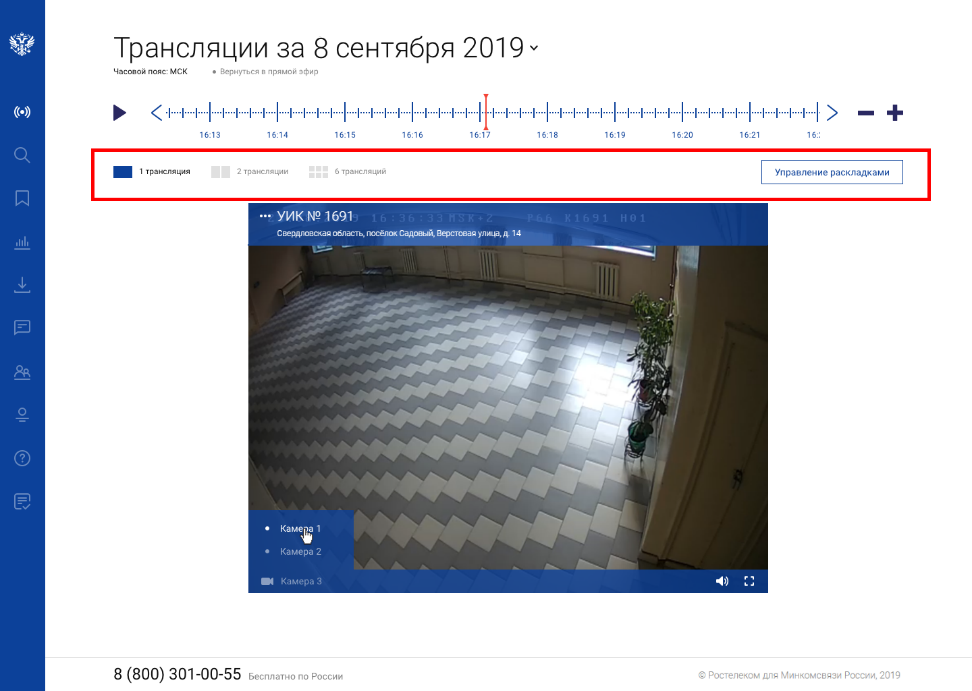 Трансляции за 8 сентября 2019
Часовой пояс: МСК • Вернуться в прямой эфир
16:13 16:14 16:15 16:16 16:17 16:18 16:19 16:20 16:21 16:
1 трансляция 2 трансляции 6 трансляций Управление раскладками
••• УИК № 1691 16:36:33 MSK+2 P66 K1691 H01
Свердловская область, посёлок Садовый, Верстовая улица, д. 14
• Камера 1
• Камера 2
Камера 3
8 (800) 301-00-55 Бесплатно по России
© Ростелеком для Минкомсвязи России, 2019